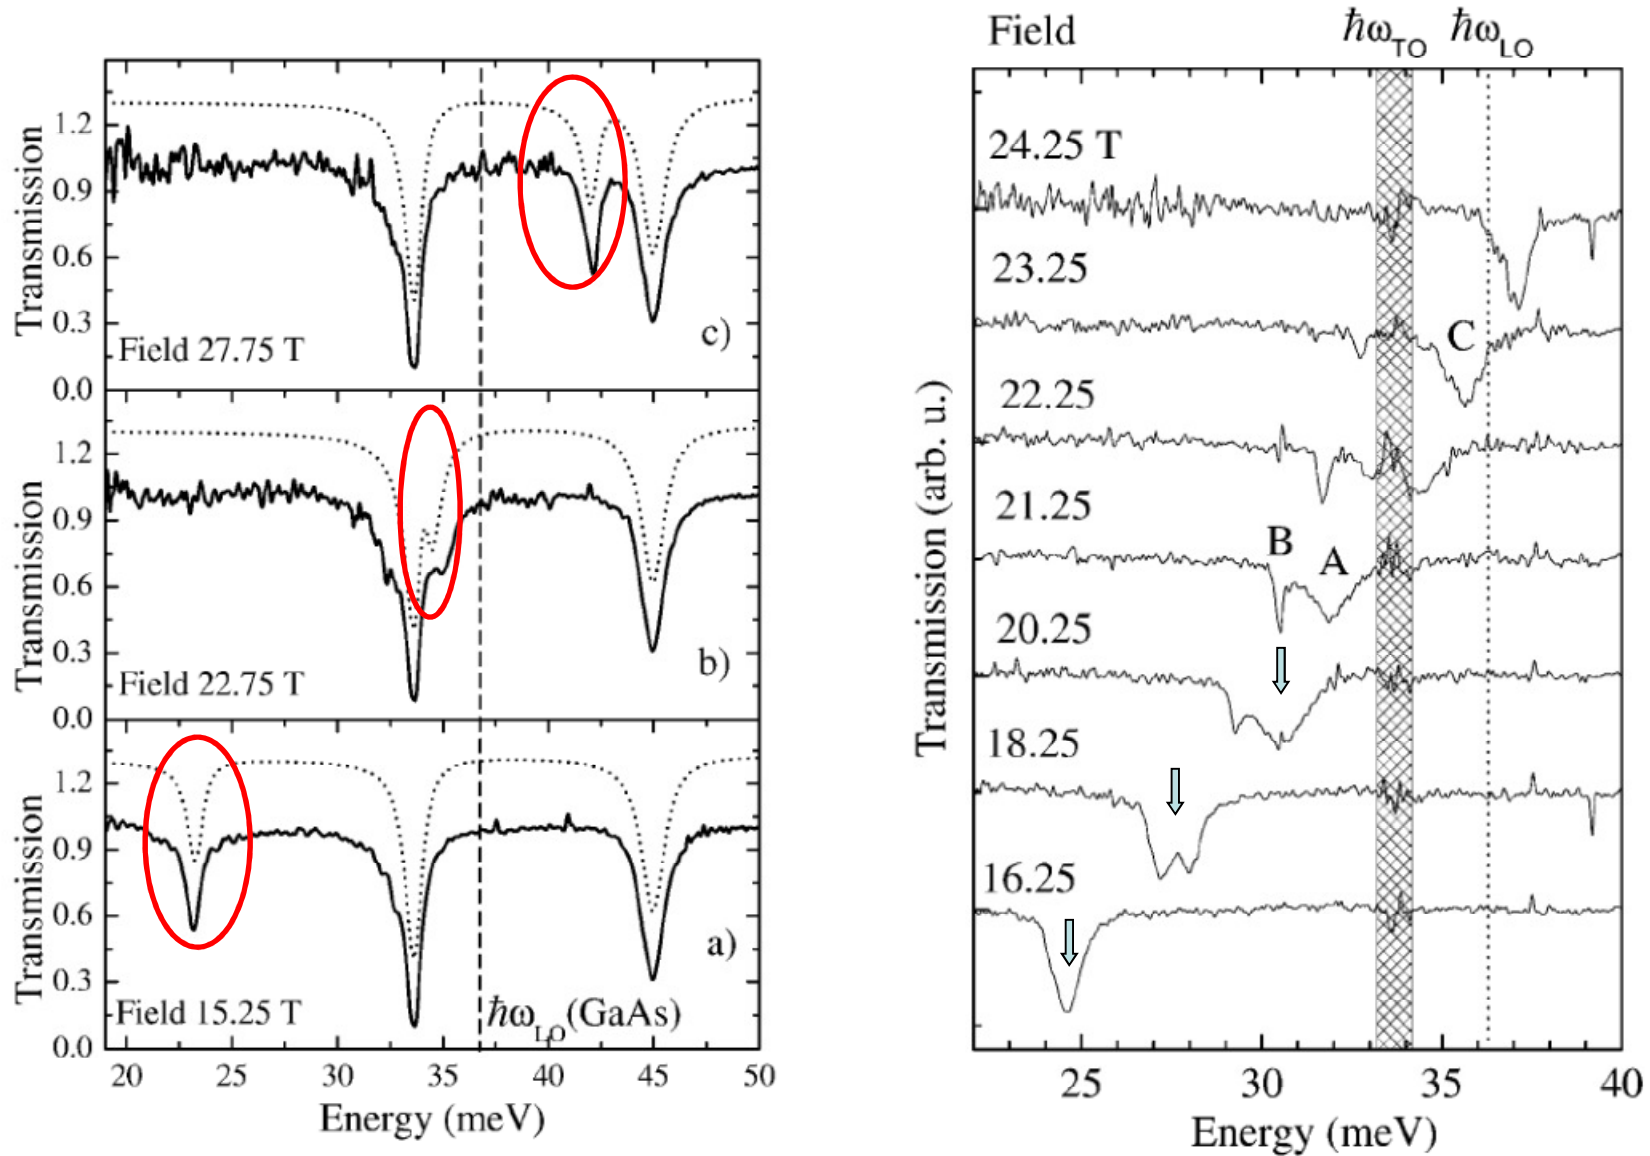 Transmission
1.2
0.9
0.6
0.3
0.0
Field 27.75 T
c)
Transmission
1.2
0.9
0.6
0.3
0.0
Field 22.75 T
b)
Transmission
1.2
0.9
0.6
0.3
0.0
Field 15.25 T
a)
ℏω_LO(GaAs)
20 25 30 35 40 45 50
Energy (meV)
Field ℏω_TO ℏω_LO
Transmission (arb. u.)
24.25 T
23.25
C
22.25
21.25
B A
20.25
18.25
16.25
25 30 35 40
Energy (meV)